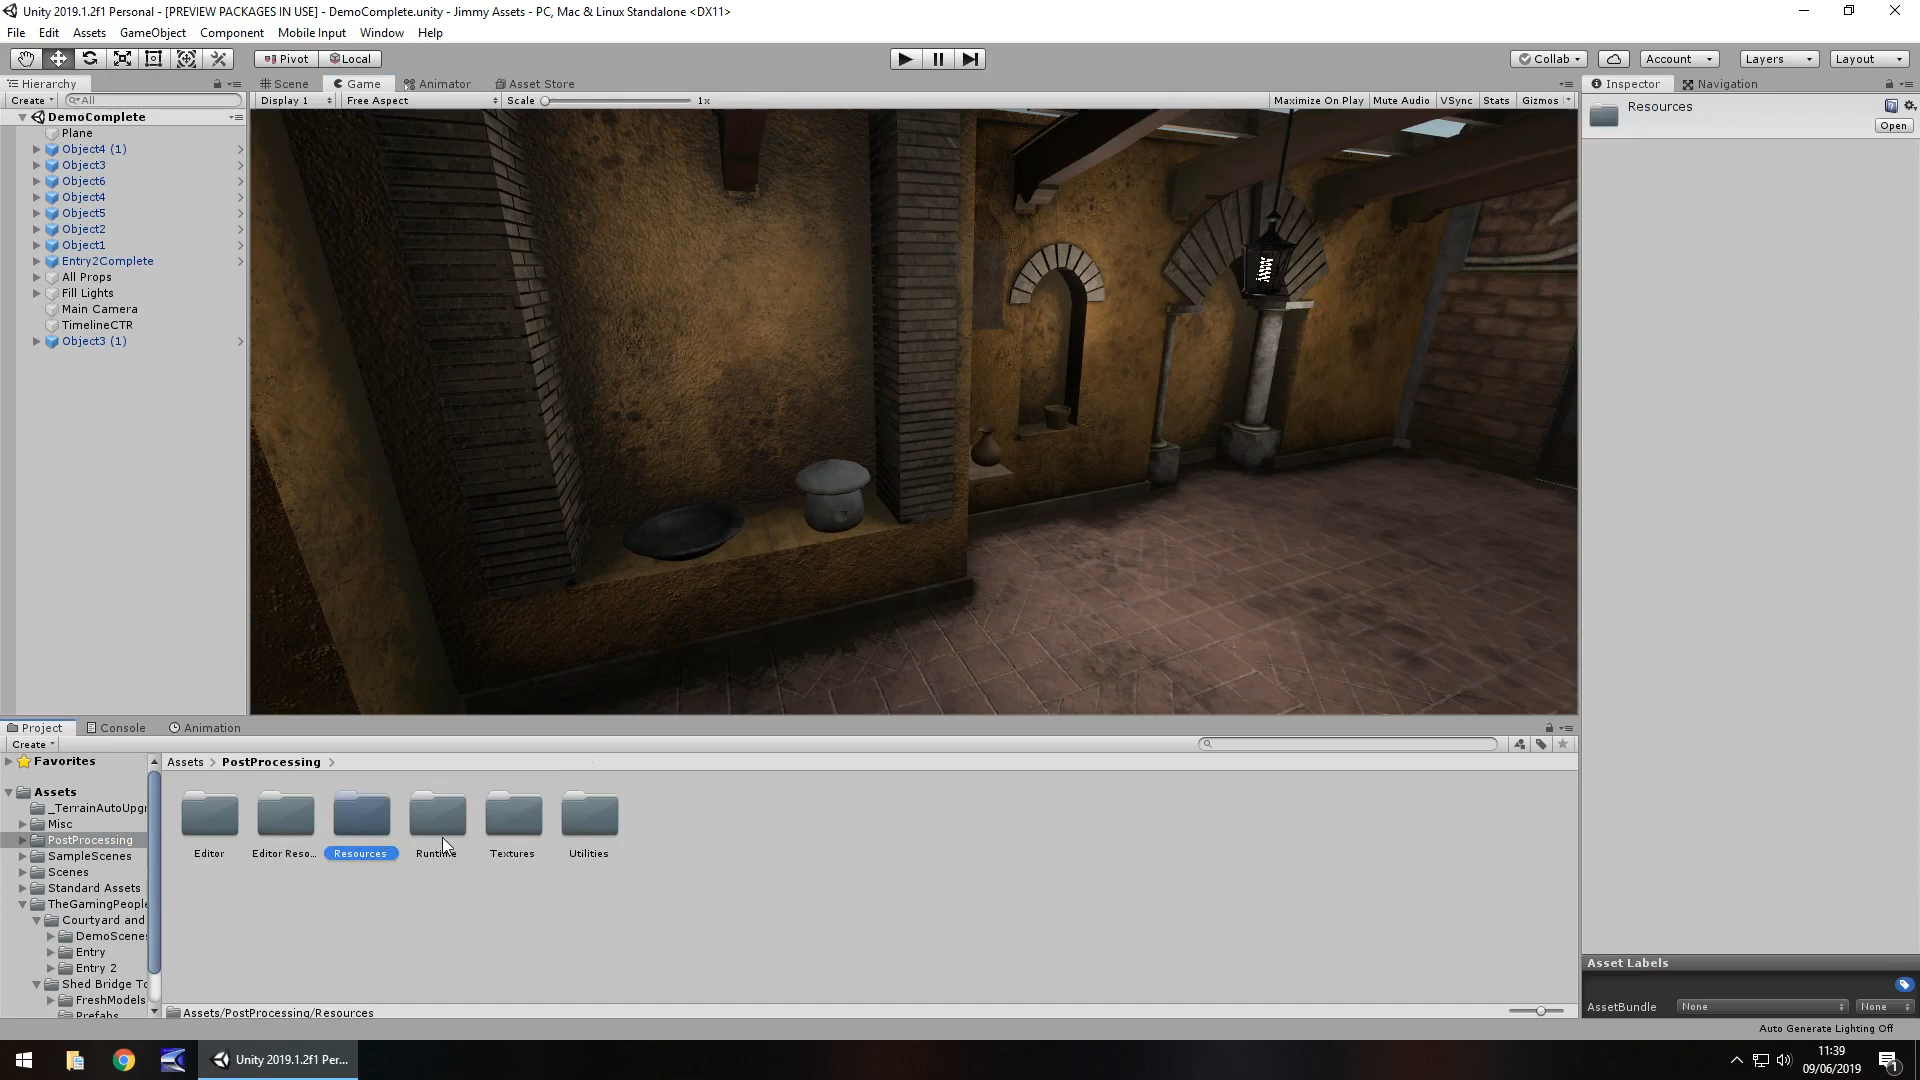 Unity 2019.1.2f1 Personal - [PREVIEW PACKAGES IN USE] - DemoComplete.unity - Jimmy Assets - PC, Mac & Linux Standalone <DX11>
File Edit Assets GameObject Component Mobile Input Window Help
Pivot Local Collab Account Layers Layout
Hierarchy Scene Game Animator Asset Store Inspector Navigation
Create All Display 1 Free Aspect Scale 1x Maximize On Play Mute Audio VSync Stats Gizmos
Resources
Open
DemoComplete
Plane
Object4 (1)
Object3
Object6
Object4
Object5
Object2
Object1
Entry2Complete
All Props
Fill Lights
Main Camera
TimelineCTR
Object3 (1)
Project Console Animation
Create
Favorites
Assets
_TerrainAutoUpgr
Misc
PostProcessing
SampleScenes
Scenes
Standard Assets
TheGamingPeople
Courtyard and
DemoScenes
Entry
Entry 2
Shed Bridge To
FreshModels
Prefabs
Assets > PostProcessing >
Editor Editor Reso... Resources Runtime Textures Utilities
Assets/PostProcessing/Resources
Asset Labels
AssetBundle None None
Auto Generate Lighting Off
Unity 2019.1.2f1 Per...
11:39
09/06/2019
1